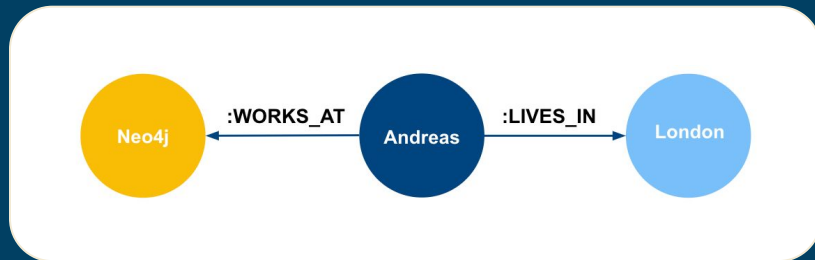 Neo4j
:WORKS_AT
Andreas
:LIVES_IN
London